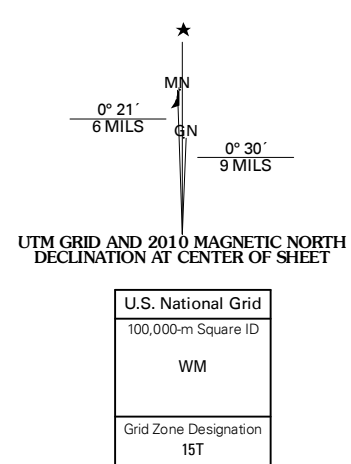 MN
0° 21´
6 MILS
GN
0° 30´
9 MILS
UTM GRID AND 2010 MAGNETIC NORTH
DECLINATION AT CENTER OF SHEET
U.S. National Grid
100,000-m Square ID
WM
Grid Zone Designation
15T